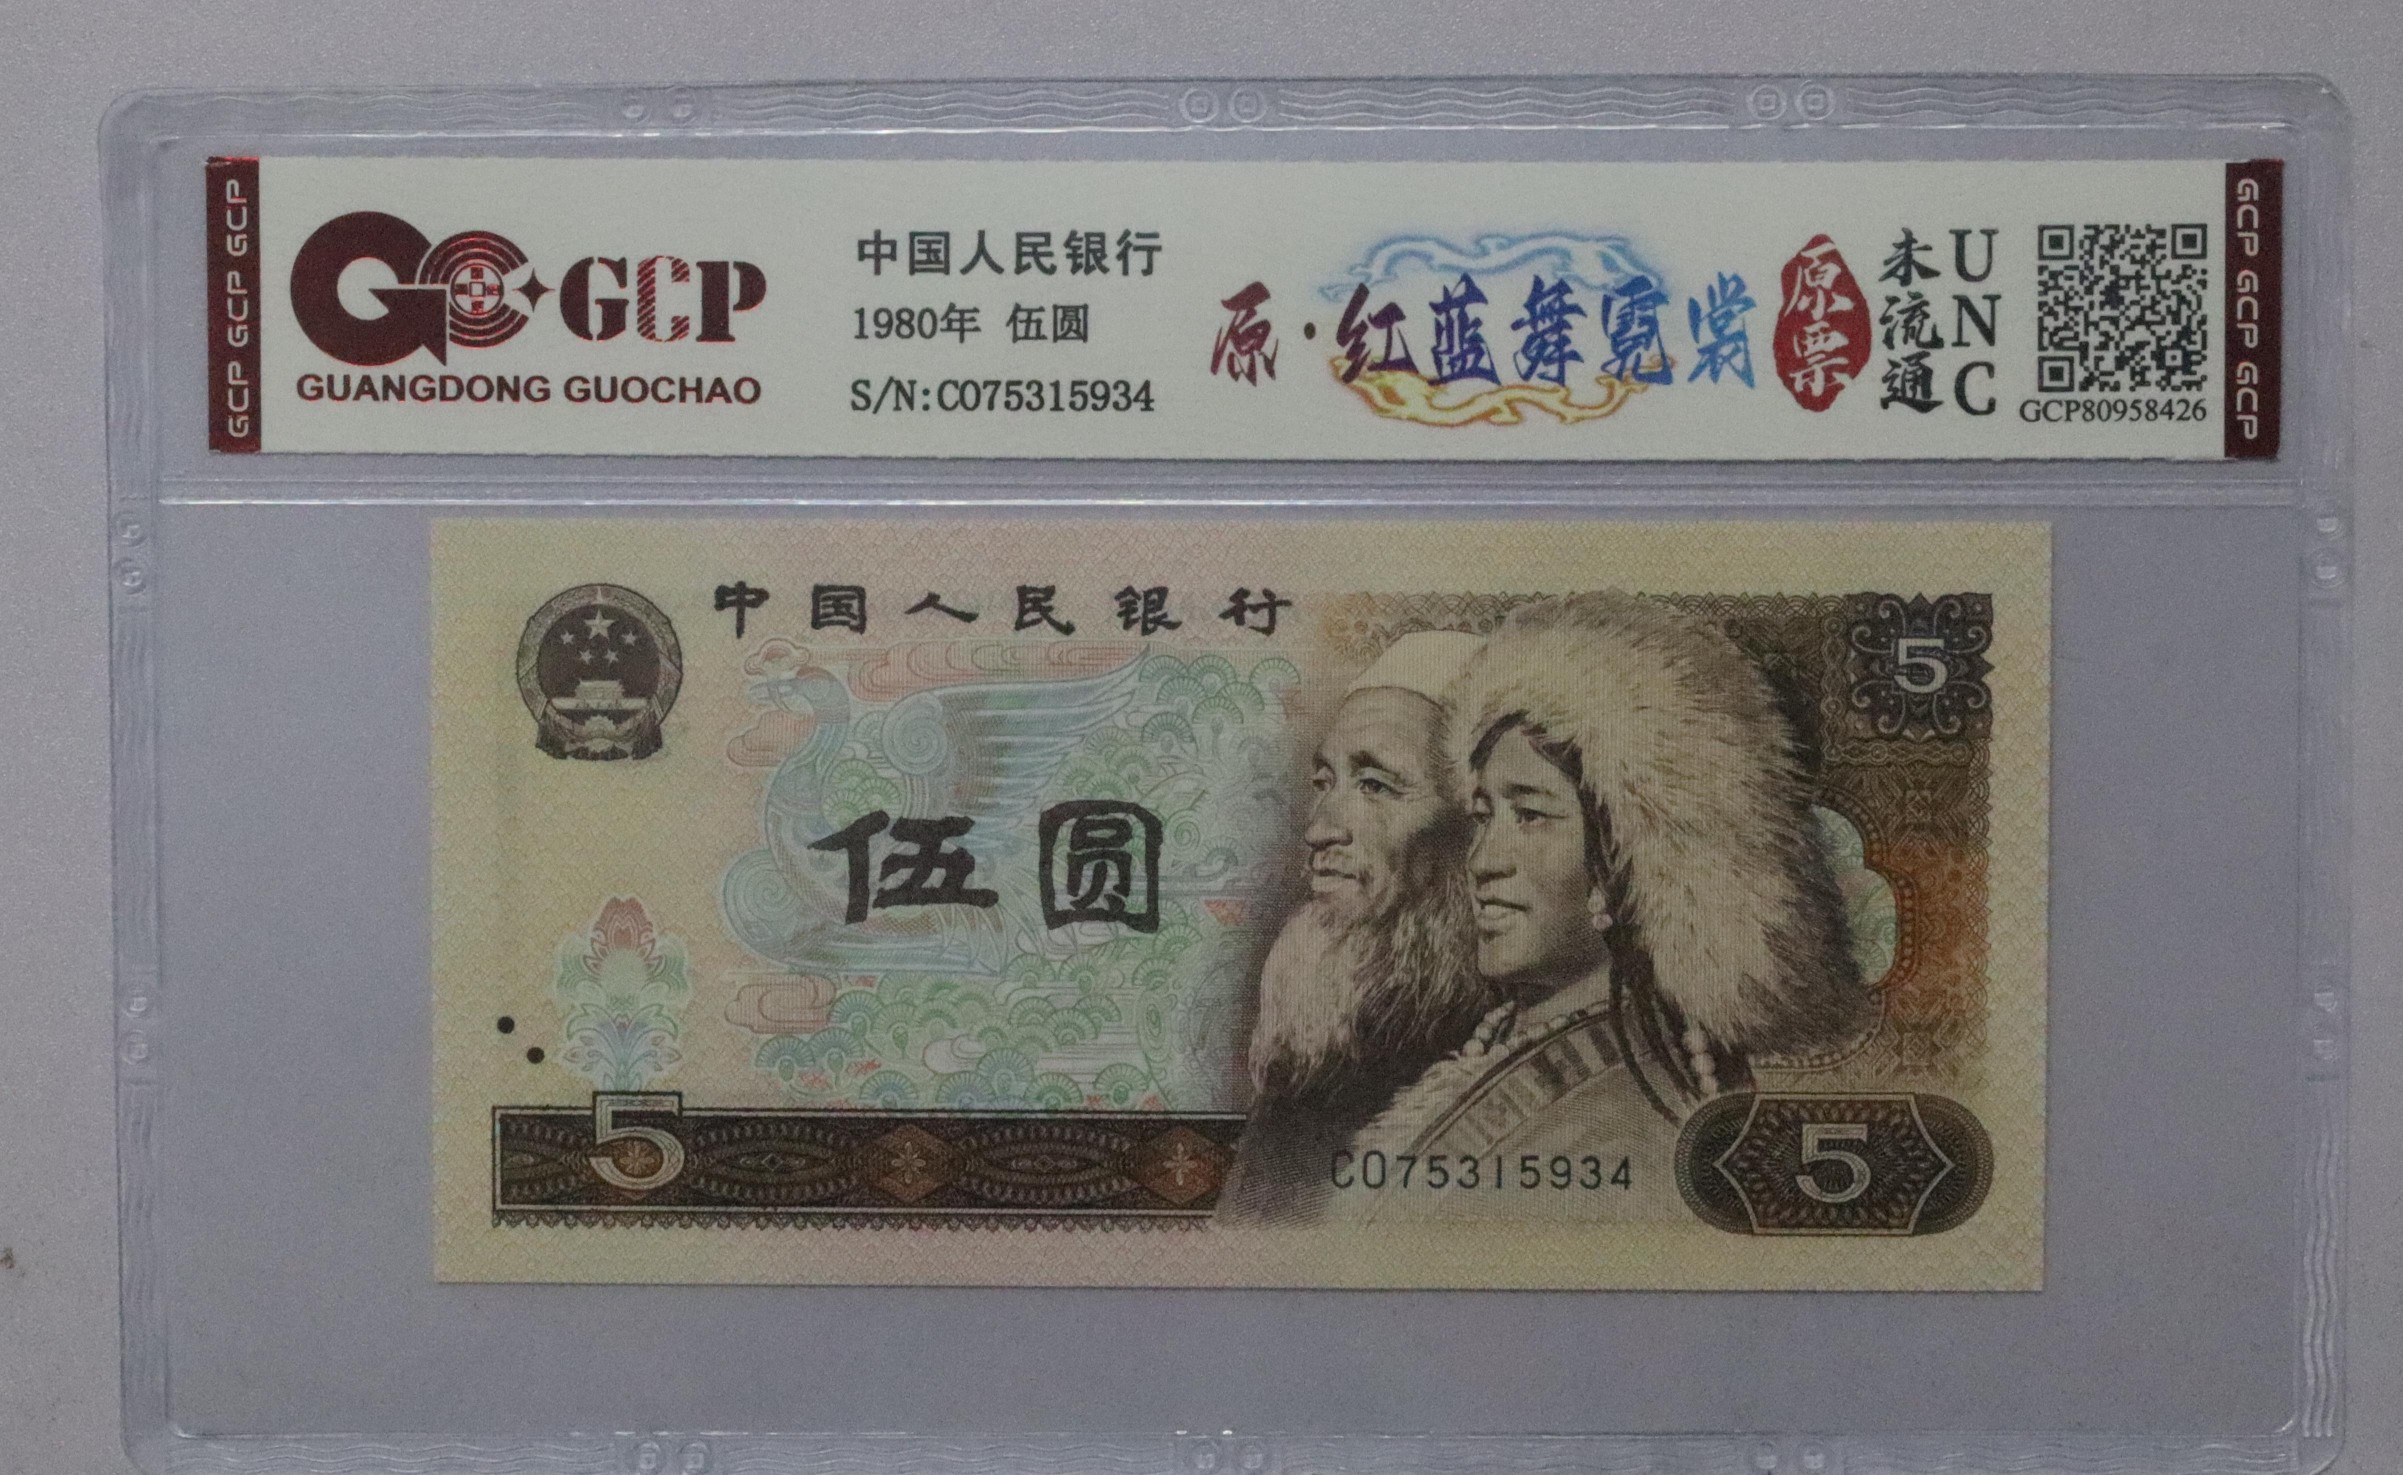 GCP GCP GCP
GCP
GUANGDONG GUOCHAO
中国人民银行
1980年 伍圆
S/N:C075315934
原·红蓝舞霓裳
原票
未流通
UNC
GCP80958426
GCP GCP GCP
中国人民银行
5
伍圆
5
C075315934
5